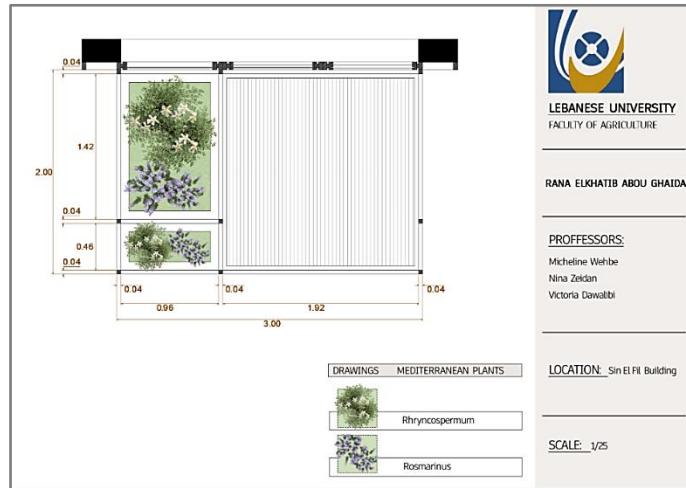 0.04
1.42
2.00
0.04
0.46
0.04
0.04
0.04
0.04
0.96
1.92
3.00
DRAWINGS MEDITERRANEAN PLANTS
Rhryncospermum
Rosmarinus
LEBANESE UNIVERSITY
FACULTY OF AGRICULTURE
RANA ELKHATIB ABOU GHAIDA
PROFFESSORS:
Micheline Wehbe
Nina Zeidan
Victoria Dawalibi
LOCATION: Sin El Fil Building
SCALE: 1/25